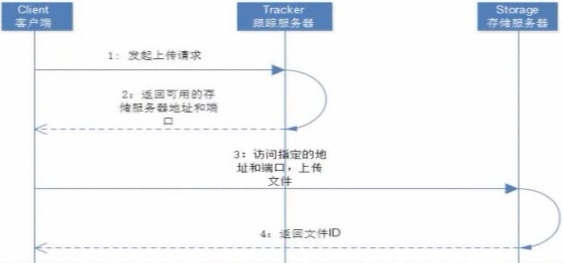 Client
客户端
Tracker
跟踪服务器
Storage
存储服务器
1: 发起上传请求
2: 返回可用的存
储服务器地址和端
口
3: 访问指定的地
址和端口，上传
文件
4: 返回文件ID